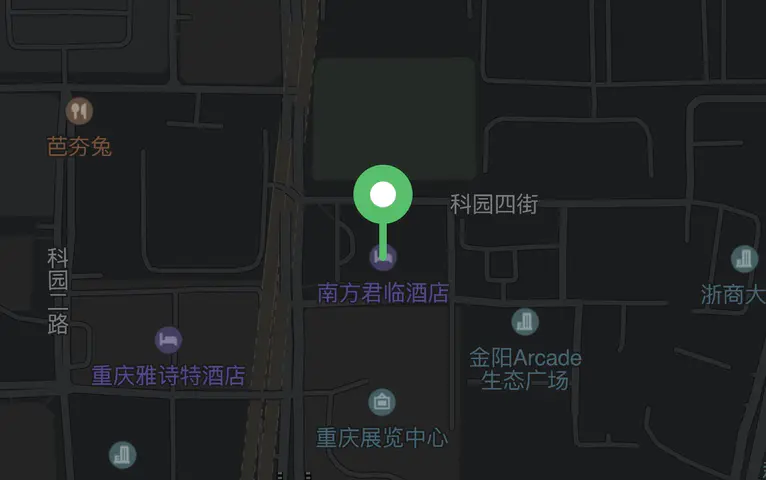 芭夯兔
科园四街
科园二路
南方君临酒店
浙商大
金阳Arcade
生态广场
重庆雅诗特酒店
重庆展览中心